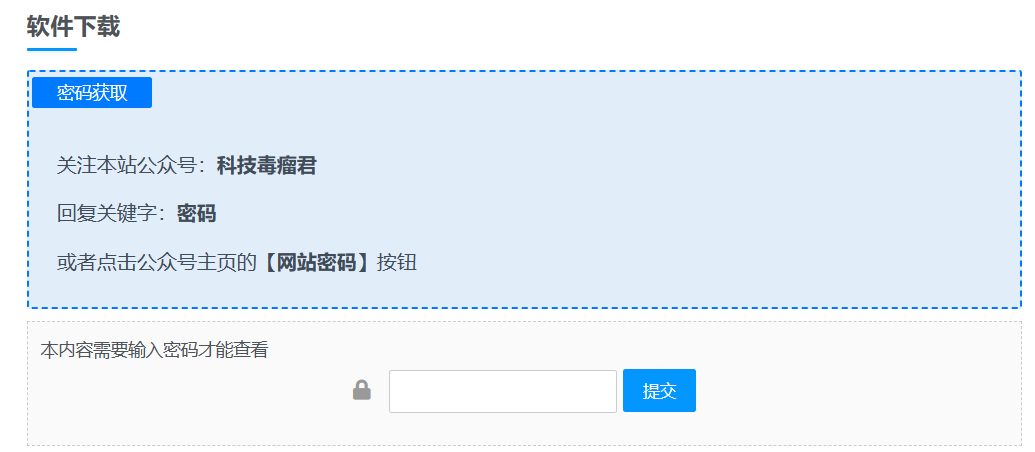 软件下载
密码获取
关注本站公众号：科技毒瘤君
回复关键字：密码
或者点击公众号主页的【网站密码】按钮
本内容需要输入密码才能查看
提交